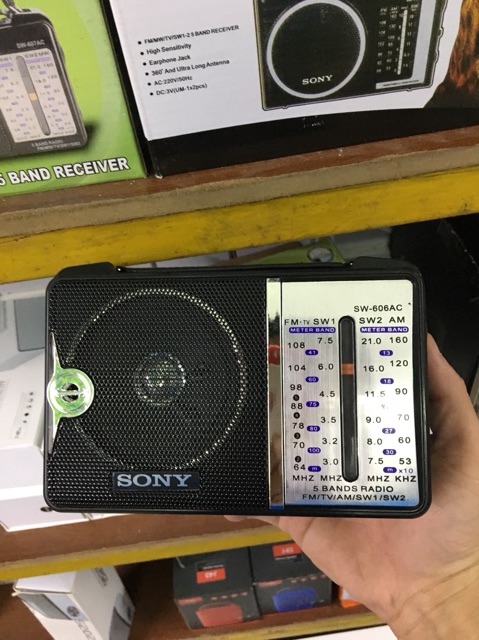 SW-607AC
5 BAND RECEIVER
• FM/MW/TV/SW1-2 5 BAND RECEIVER
• High Sensitivity
• Earphone Jack
• 360° And Ultra Long Antenna
• AC:220V/50Hz
• DC:3V(UM-1x2pcs)
SONY
SW-606AC
FM·TV SW1 SW2 AM
METER BAND METER BAND
108 7.5 21.0 160
41 13
104 6.0 16.0 120
60 18
98 4.5 11.5 90
88 75
78 3.5 9.0 70
80 27
70 3.2 8.0 60
100 30
64 3.0 7.5 53
m m x10
MHZ MHZ MHZ KHZ
5 BANDS RADIO
FM/TV/AM/SW1/SW2
SONY